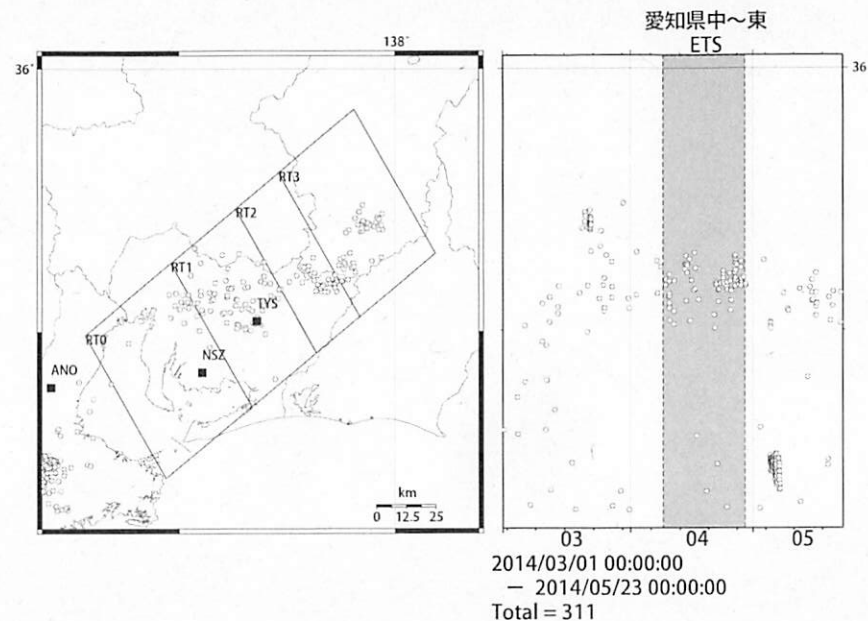 愛知県中～東
ETS
138°
36°
36
RT3
RT2
RT1
TYS
RT0
NSZ
ANO
km
0 12.5 25
03 04 05
2014/03/01 00:00:00
— 2014/05/23 00:00:00
Total = 311